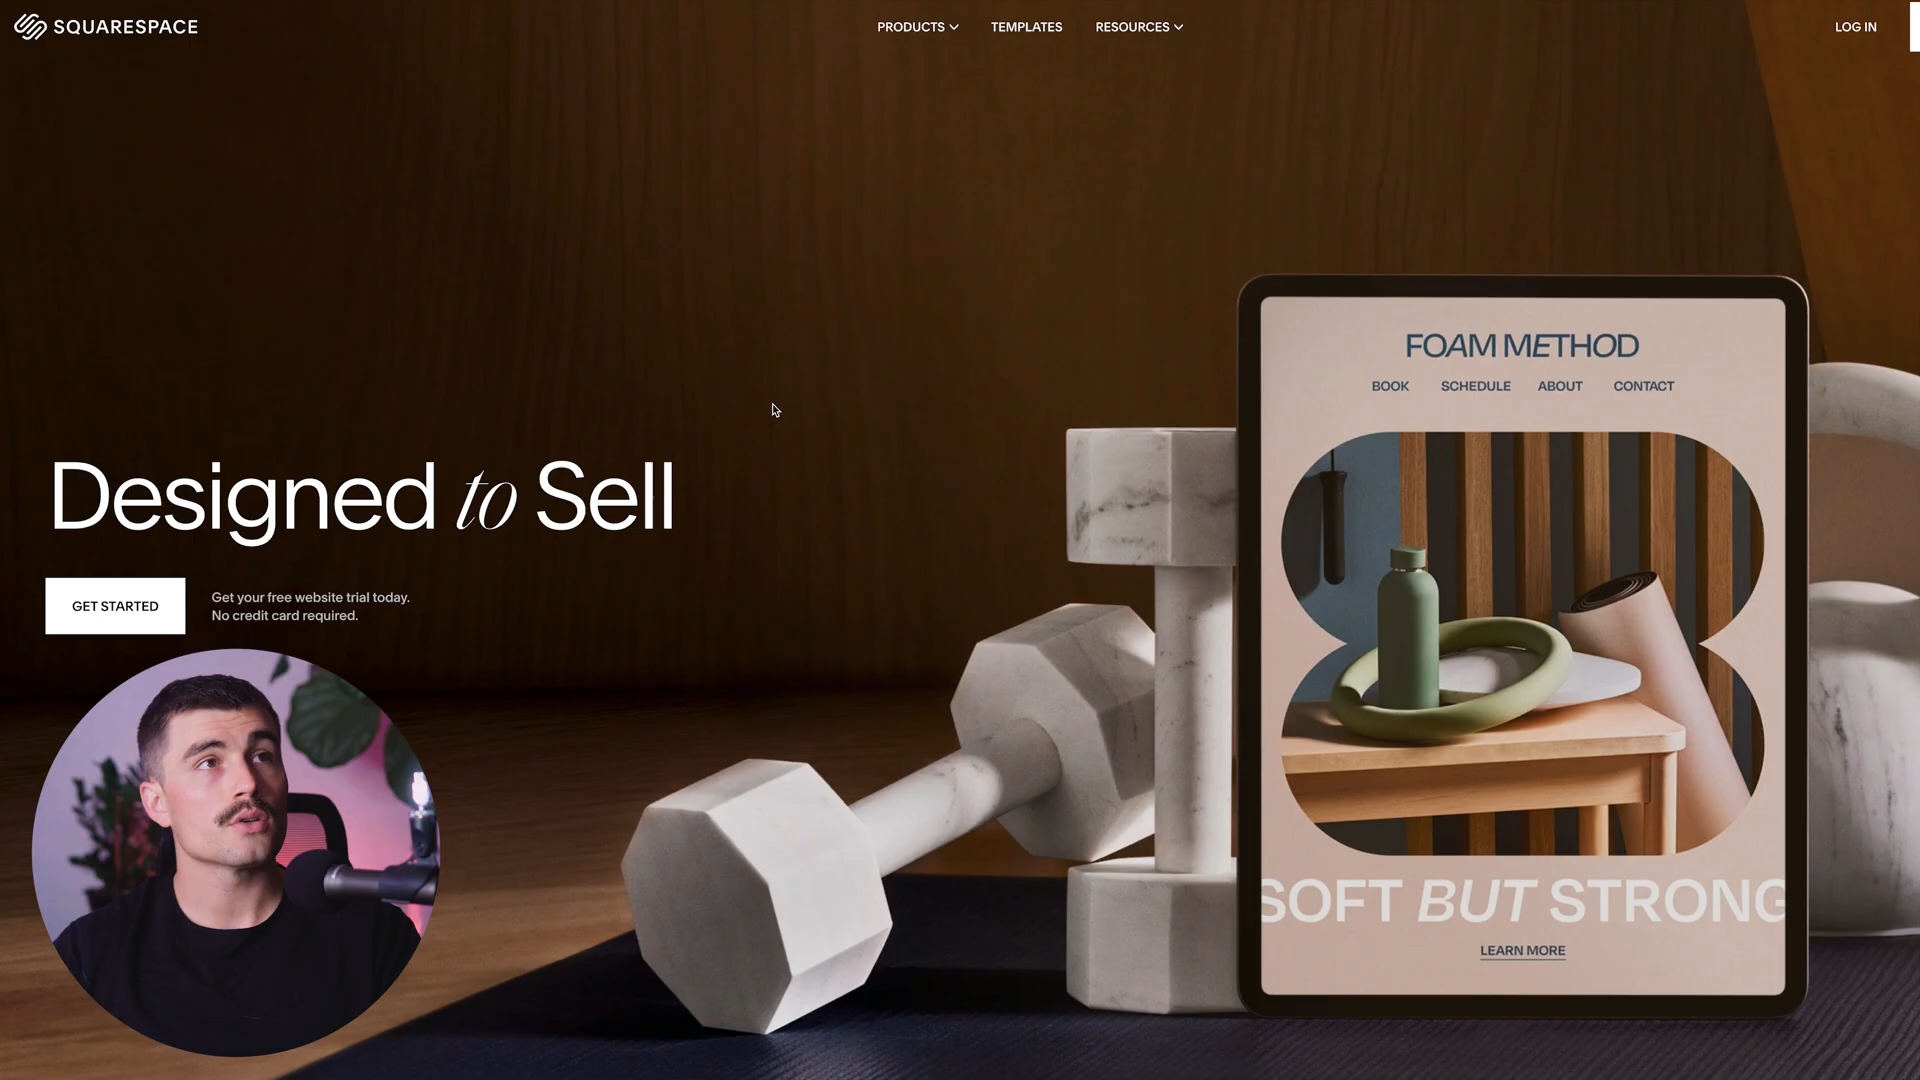 SQUARESPACE
PRODUCTS
TEMPLATES
RESOURCES
LOG IN
Designed to Sell
GET STARTED
Get your free website trial today.
No credit card required.
FOAM METHOD
BOOK SCHEDULE ABOUT CONTACT
SOFT BUT STRONG
LEARN MORE